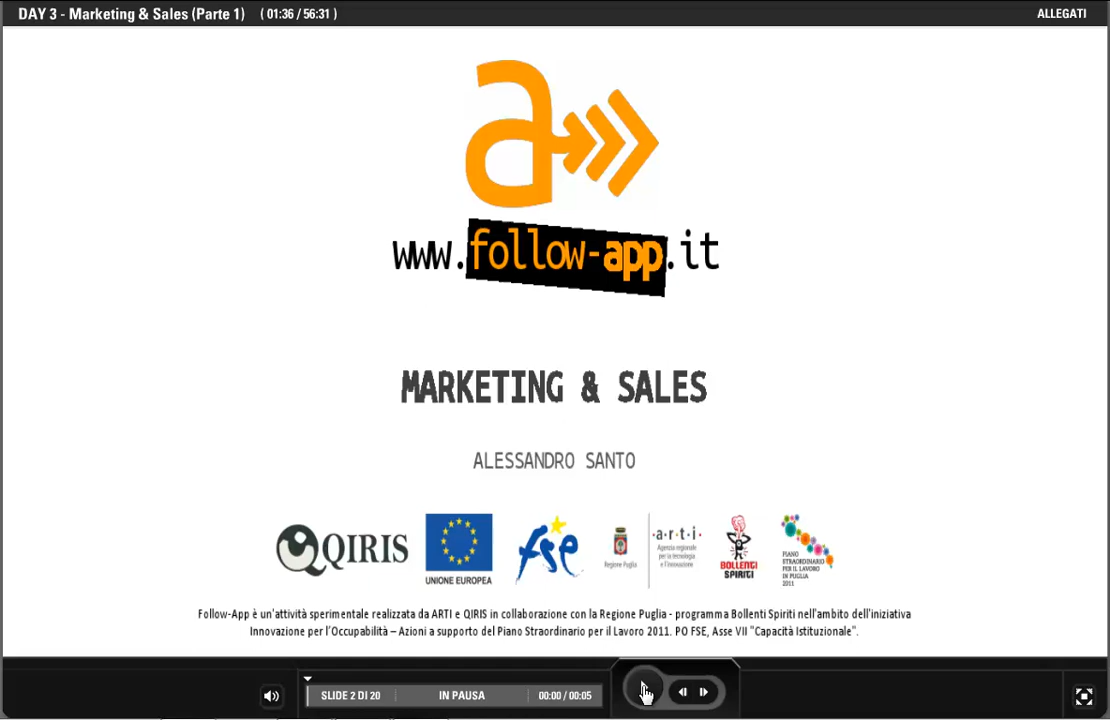 DAY 3 - Marketing & Sales (Parte 1) ( 01:36 / 56:31 )
ALLEGATI
a
www.follow-app.it
MARKETING & SALES
ALESSANDRO SANTO
QIRIS
UNIONE EUROPEA
fse
Regione Puglia
·a·r·t·i·
Agenzia regionale
per la tecnologia
e l'innovazione
BOLLENTI
SPIRITI
PIANO
STRAORDINARIO
PER IL LAVORO
IN PUGLIA
2011
Follow-App è un'attività sperimentale realizzata da ARTI e QIRIS in collaborazione con la Regione Puglia - programma Bollenti Spiriti nell'ambito dell'iniziativa
Innovazione per l'Occupabilità – Azioni a supporto del Piano Straordinario per il Lavoro 2011. PO FSE, Asse VII "Capacità Istituzionale".
SLIDE 2 DI 20
IN PAUSA
00:00 / 00:05